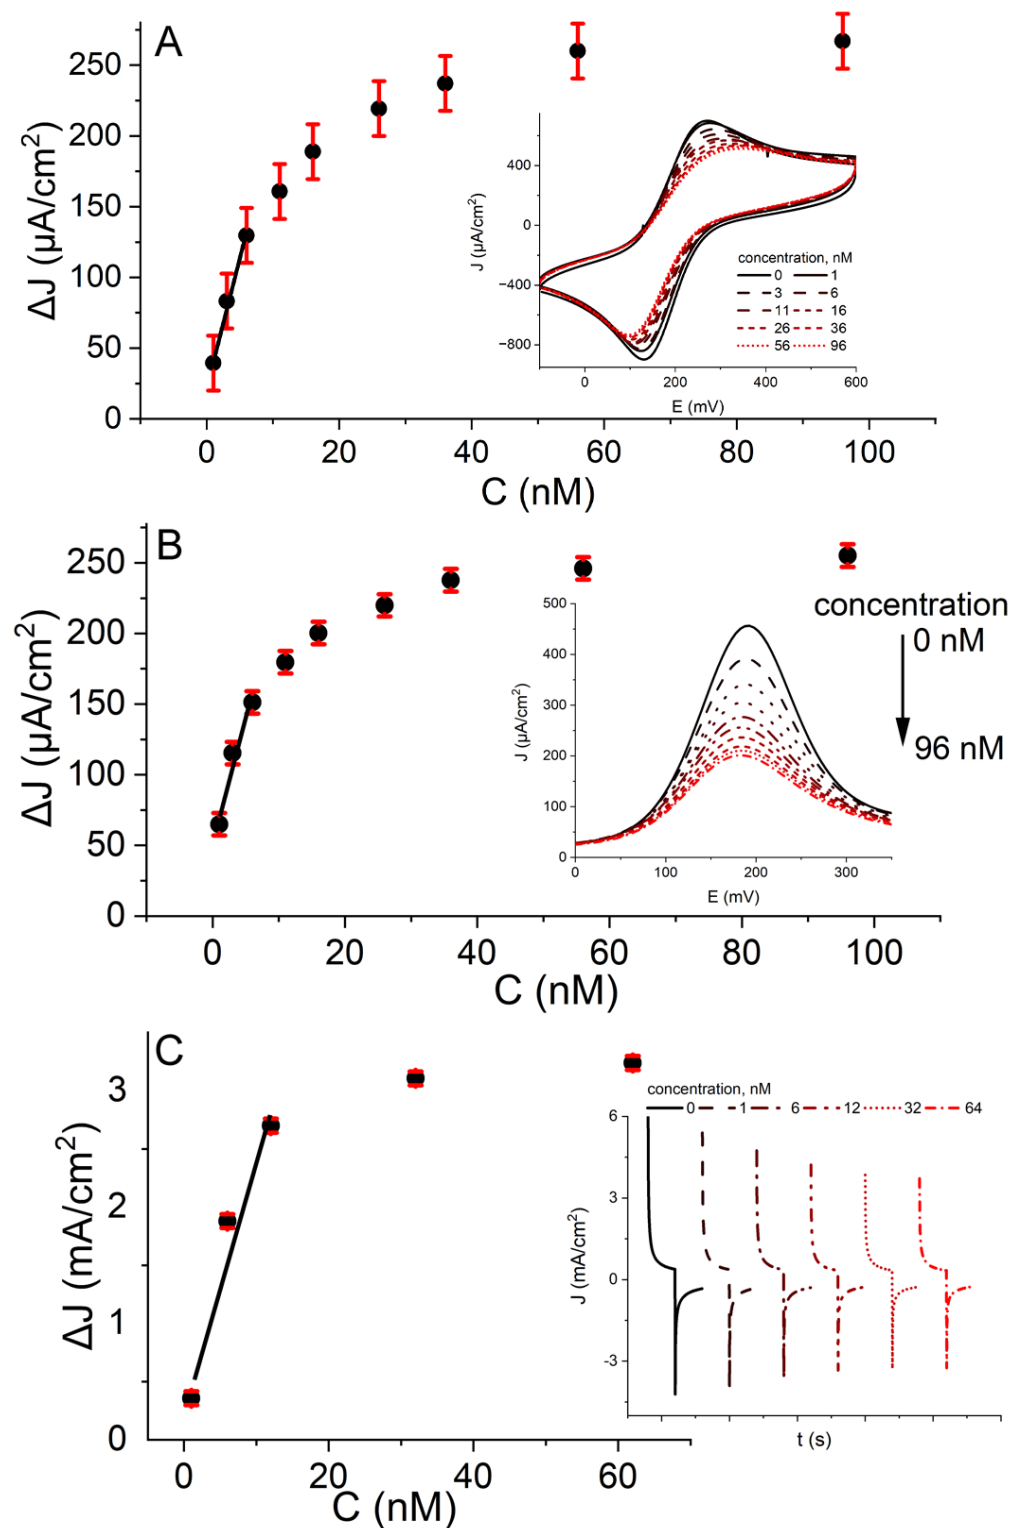 A
ΔJ (µA/cm²)
250
200
150
100
50
0
0 20 40 60 80 100
C (nM)
J (µA/cm²)
400
0
−400
−800
0 200 400 600
E (mV)
concentration, nM
0 1
3 6
11 16
26 36
56 96
B
ΔJ (µA/cm²)
250
200
150
100
50
0
0 20 40 60 80 100
C (nM)
J (µA/cm²)
500
400
300
200
100
0
0 100 200 300
E (mV)
concentration
0 nM
96 nM
C
ΔJ (mA/cm²)
3
2
1
0
0 20 40 60
C (nM)
concentration, nM
0 1 6 12 32 64
J (mA/cm²)
6
3
0
-3
t (s)